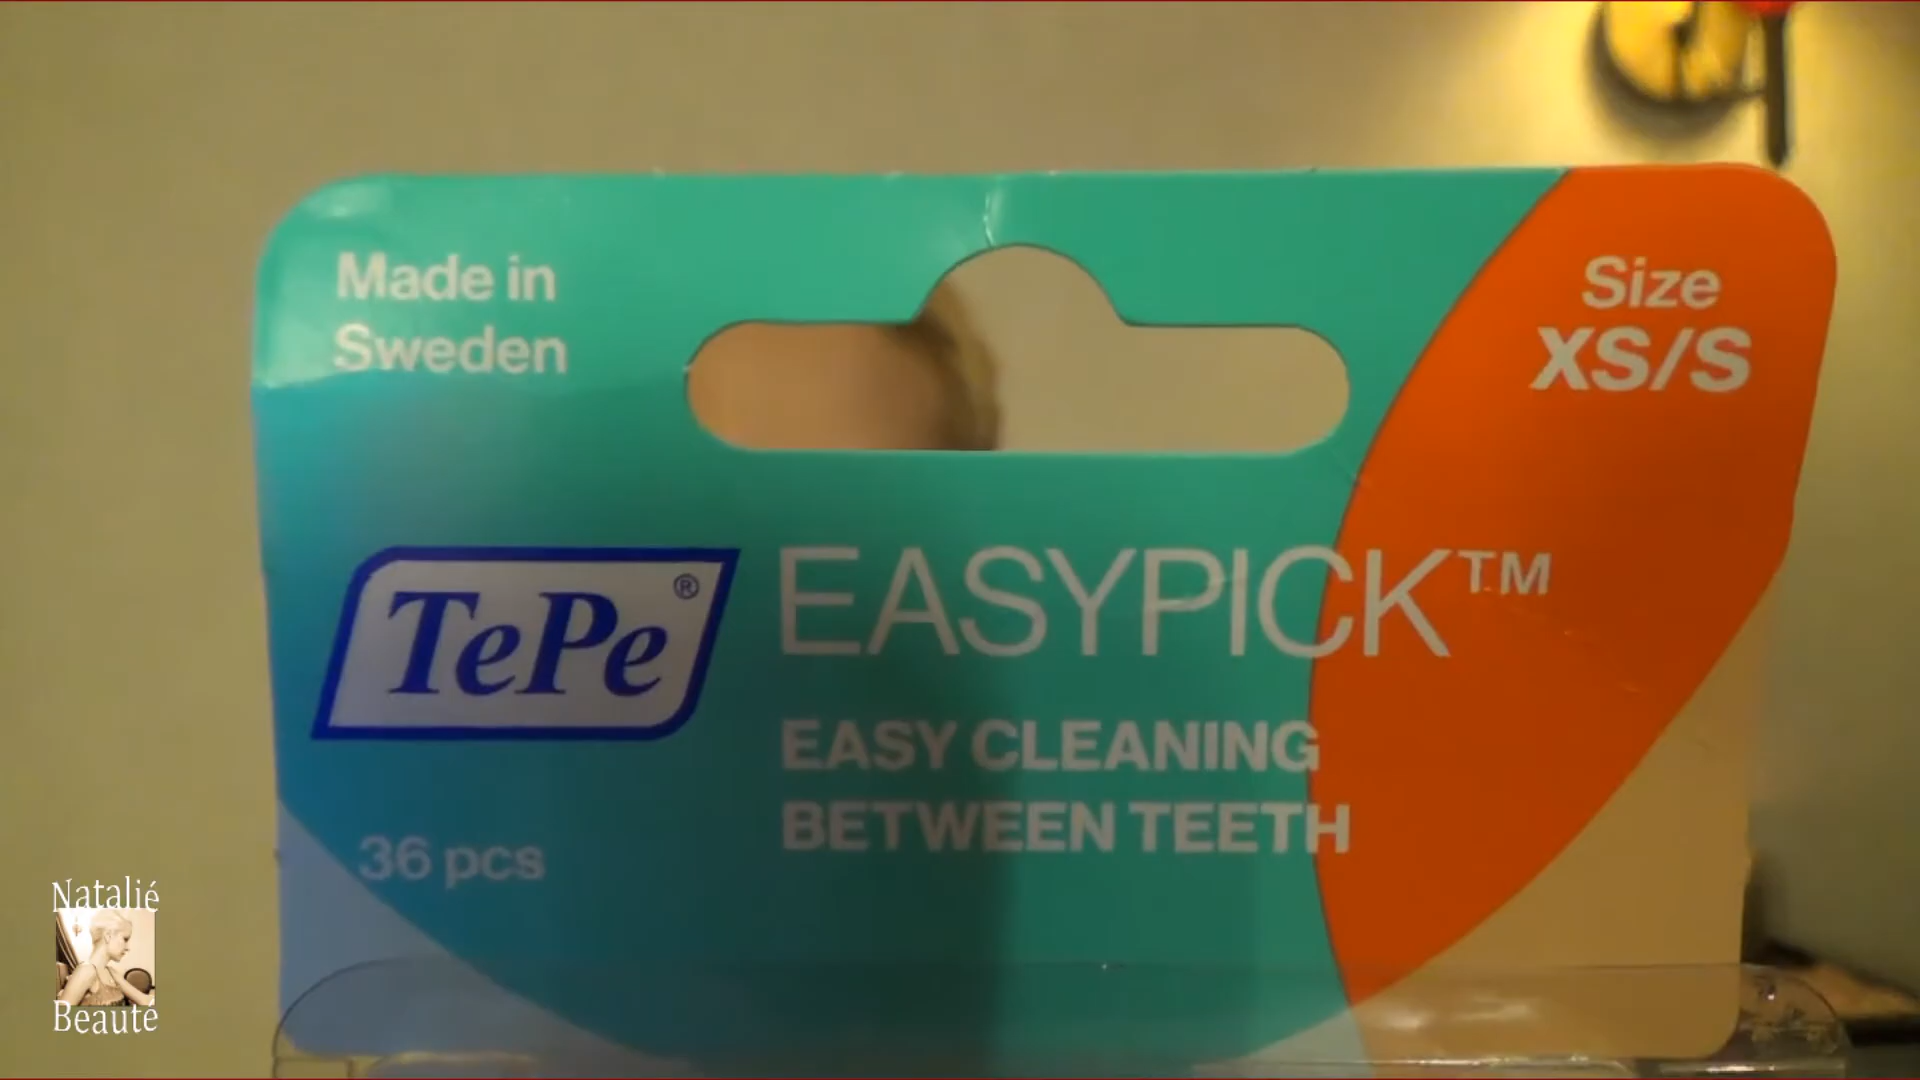 Made in
Sweden
Size
XS/S
TePe®
EASYPICK™
EASY CLEANING
BETWEEN TEETH
36 pcs
Natalié
Beauté